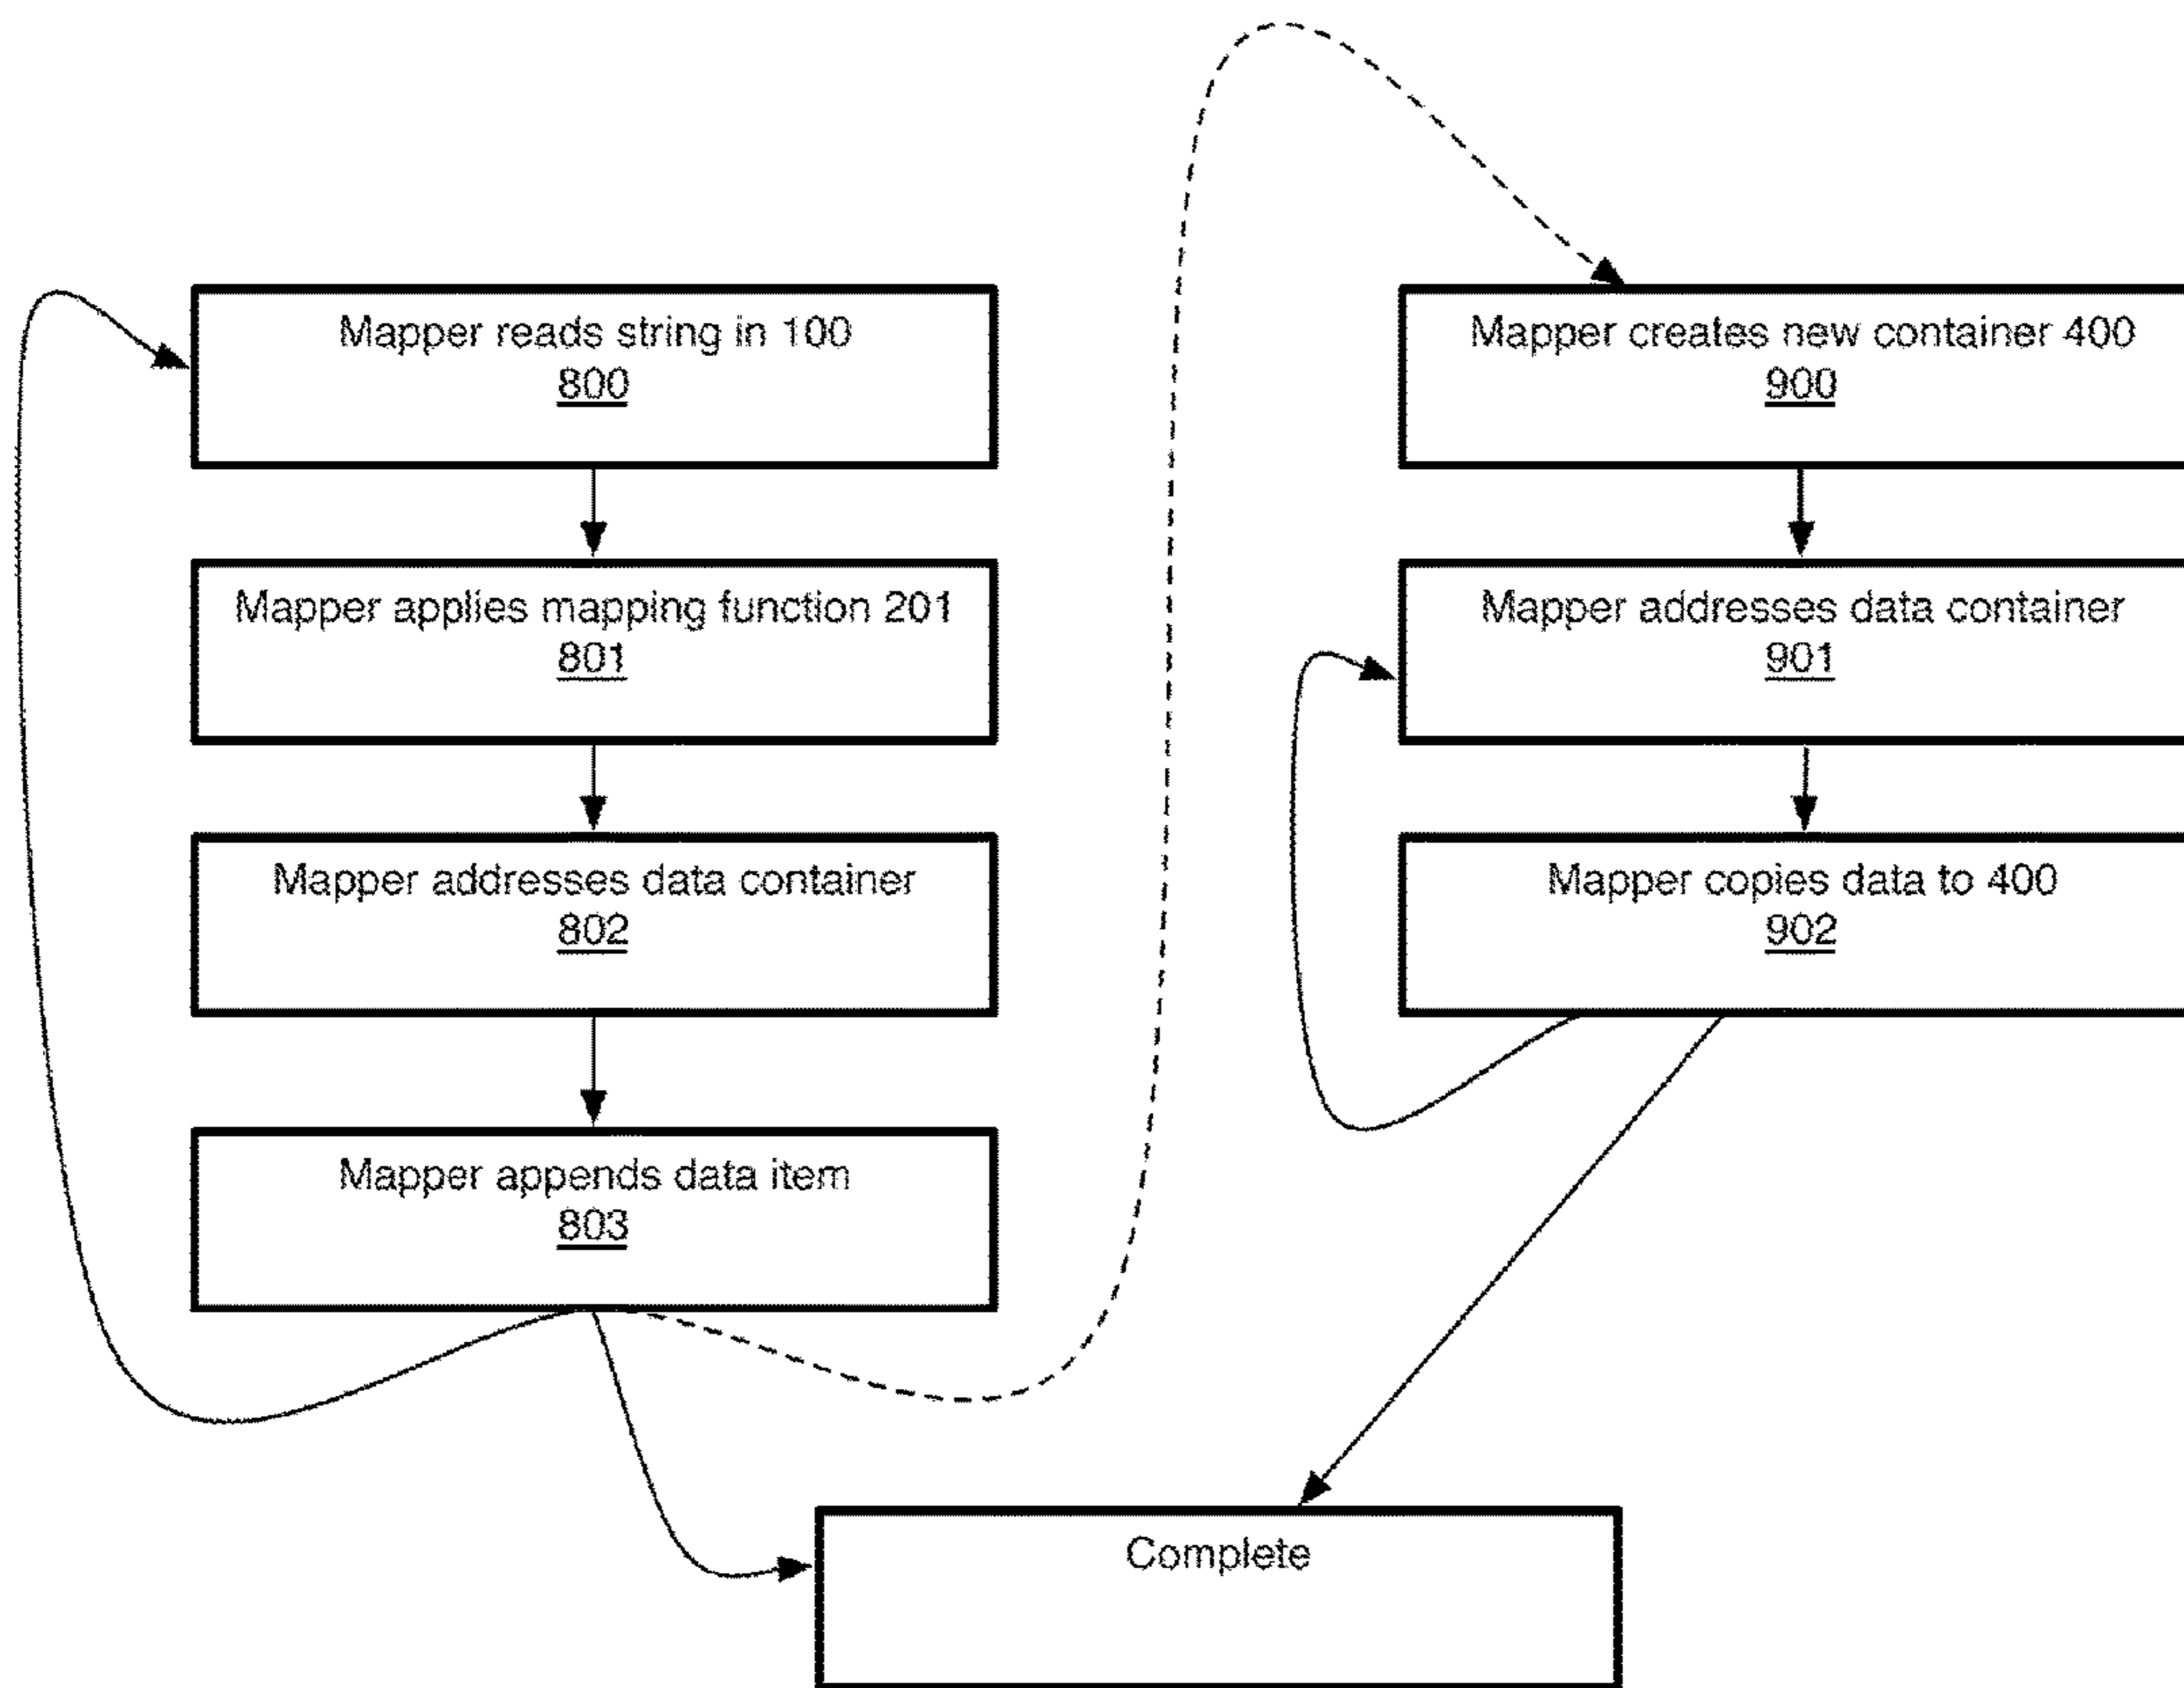 Mapper reads string in 100
800
Mapper applies mapping function 201
801
Mapper addresses data container
802
Mapper appends data item
803
Mapper creates new container 400
900
Mapper addresses data container
901
Mapper copies data to 400
902
Complete